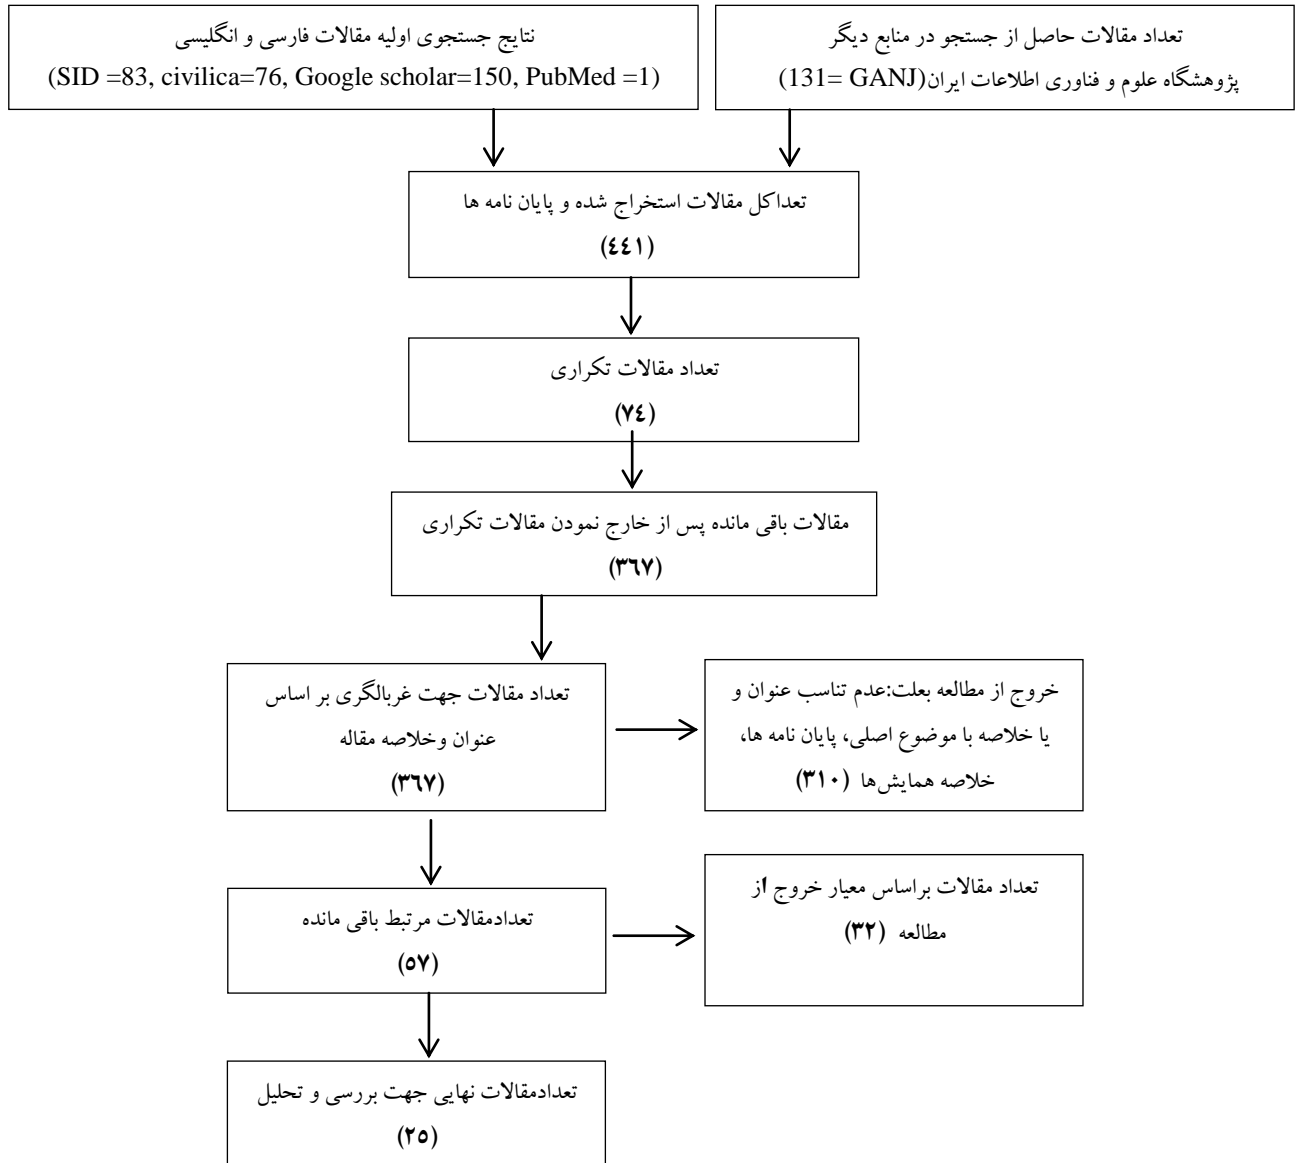 نتایج جستجوی اولیه مقالات فارسی و انگلیسی
(SID =83, civilica=76, Google scholar=150, PubMed =1)
تعداد مقالات حاصل از جستجو در منابع دیگر
پژوهشگاه علوم و فناوری اطلاعات ایران(GANJ =131)
تعداکل مقالات استخراج شده و پایان نامه ها
(٤٤١)
تعداد مقالات تکراری
(٧٤)
مقالات باقی مانده پس از خارج نمودن مقالات تکراری
(٣٦٧)
تعداد مقالات جهت غربالگری بر اساس
عنوان وخلاصه مقاله
(٣٦٧)
خروج از مطالعه بعلت:عدم تناسب عنوان و
یا خلاصه با موضوع اصلی، پایان نامه ها،
خلاصه همایش‌ها (٣١٠)
تعدادمقالات مرتبط باقی مانده
(٥٧)
تعداد مقالات براساس معیار خروج از
مطالعه (٣٢)
تعدادمقالات نهایی جهت بررسی و تحلیل
(٢٥)